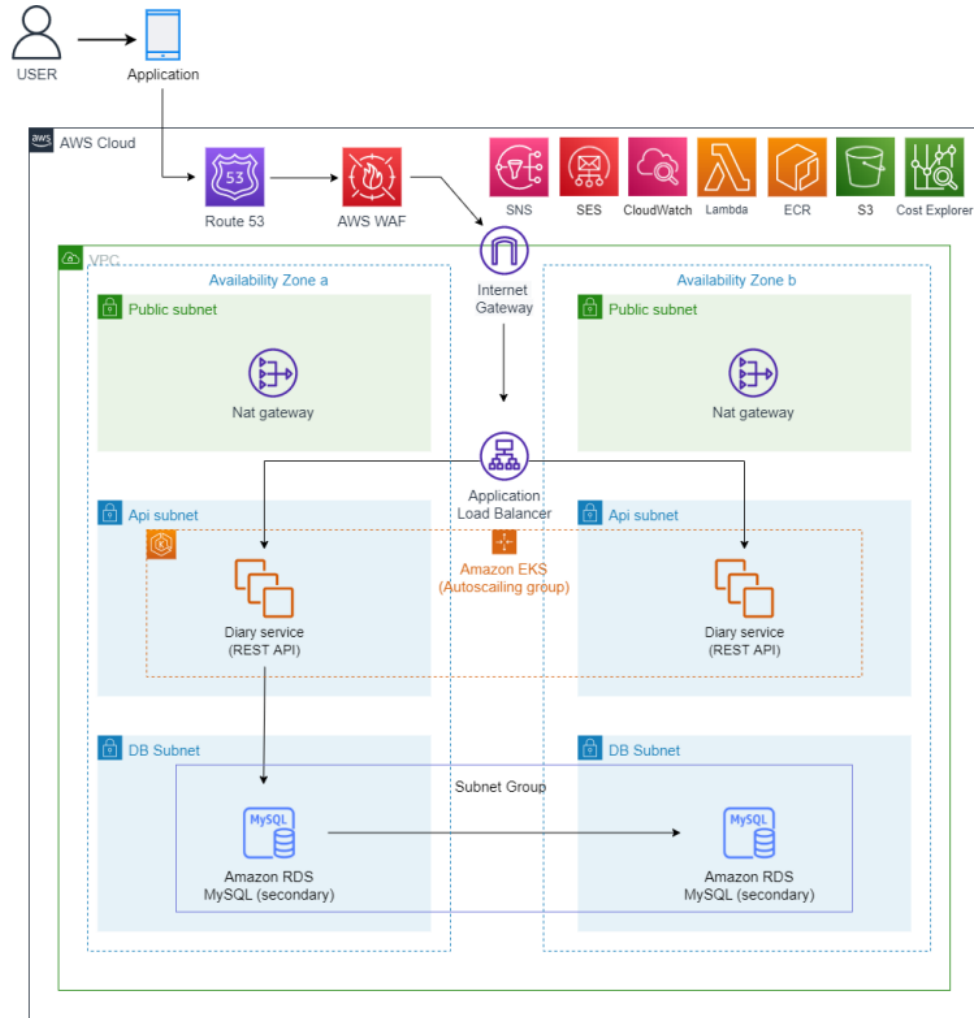 USER
Application
aws
AWS Cloud
53
Route 53
AWS WAF
SNS
SES
CloudWatch
Lambda
ECR
S3
Cost Explorer
VPC
Availability Zone a
Internet
Gateway
Availability Zone b
Public subnet
Public subnet
Nat gateway
Nat gateway
Application
Load Balancer
Api subnet
Api subnet
K
Amazon EKS
(Autoscailing group)
Diary service
(REST API)
Diary service
(REST API)
DB Subnet
DB Subnet
Subnet Group
MySQL
MySQL
Amazon RDS
MySQL (secondary)
Amazon RDS
MySQL (secondary)